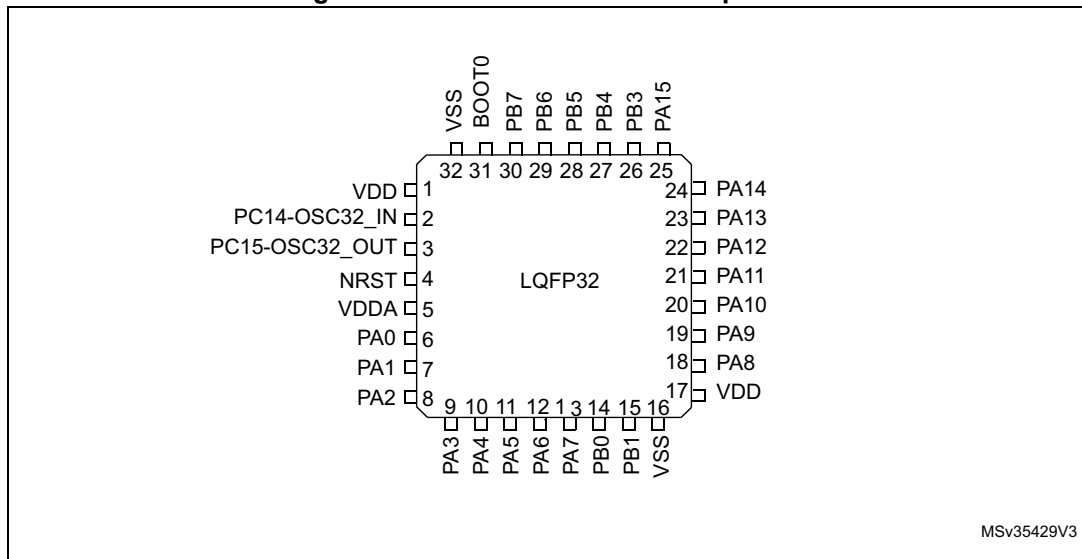 VSS
BOOT0
PB7
PB6
PB5
PB4
PB3
PA15
32 31 30 29 28 27 26 25
VDD 1
PC14-OSC32_IN 2
PC15-OSC32_OUT 3
NRST 4
VDDA 5
PA0 6
PA1 7
PA2 8
LQFP32
24 PA14
23 PA13
22 PA12
21 PA11
20 PA10
19 PA9
18 PA8
17 VDD
9 10 11 12 1 3 14 15 16
PA3
PA4
PA5
PA6
PA7
PB0
PB1
VSS
MSv35429V3